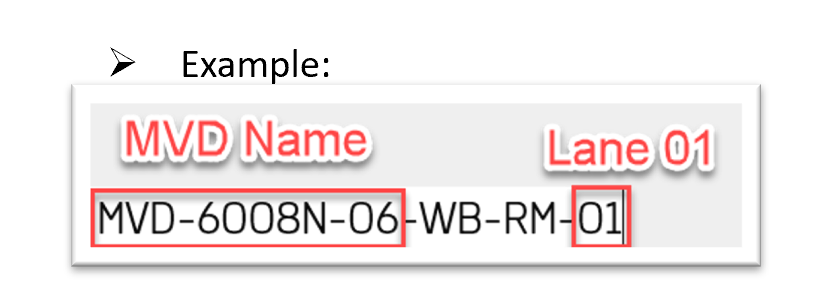 ➢ Example:
MVD Name Lane 01
MVD-6008N-06-WB-RM-01